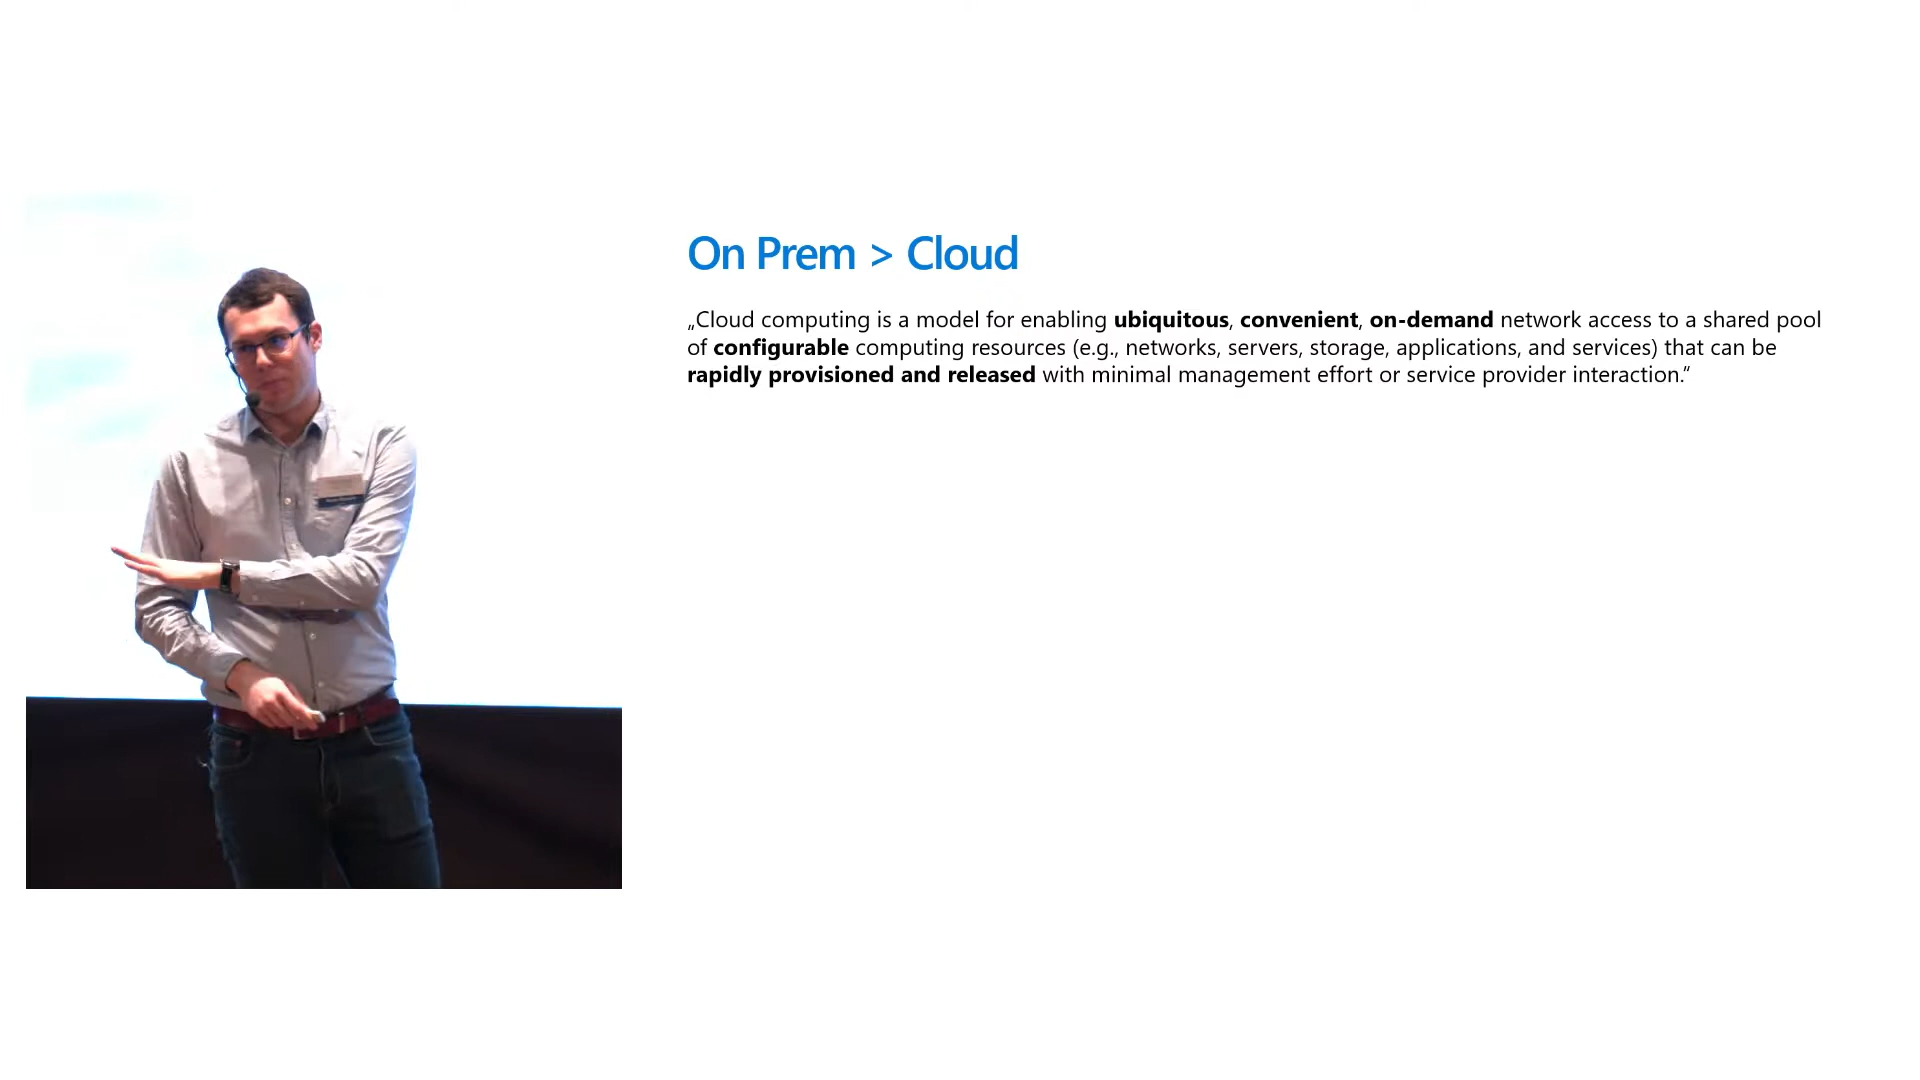 On Prem > Cloud
„Cloud computing is a model for enabling ubiquitous, convenient, on-demand network access to a shared pool
of configurable computing resources (e.g., networks, servers, storage, applications, and services) that can be
rapidly provisioned and released with minimal management effort or service provider interaction.“